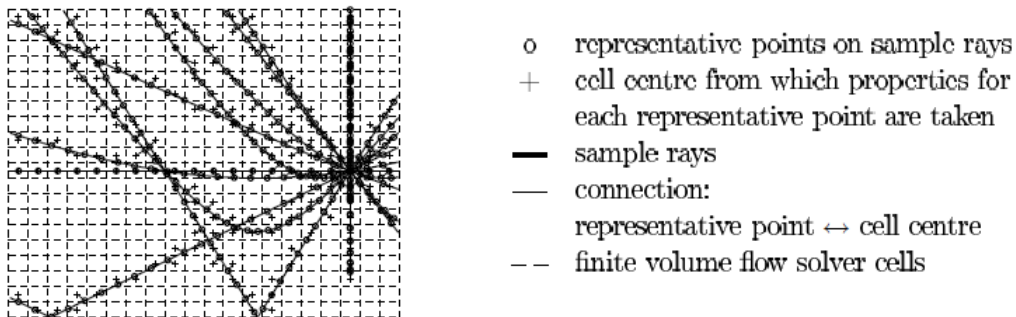 o representative points on sample rays
+ cell centre from which properties for
each representative point are taken
sample rays
connection:
representative point ↔ cell centre
finite volume flow solver cells